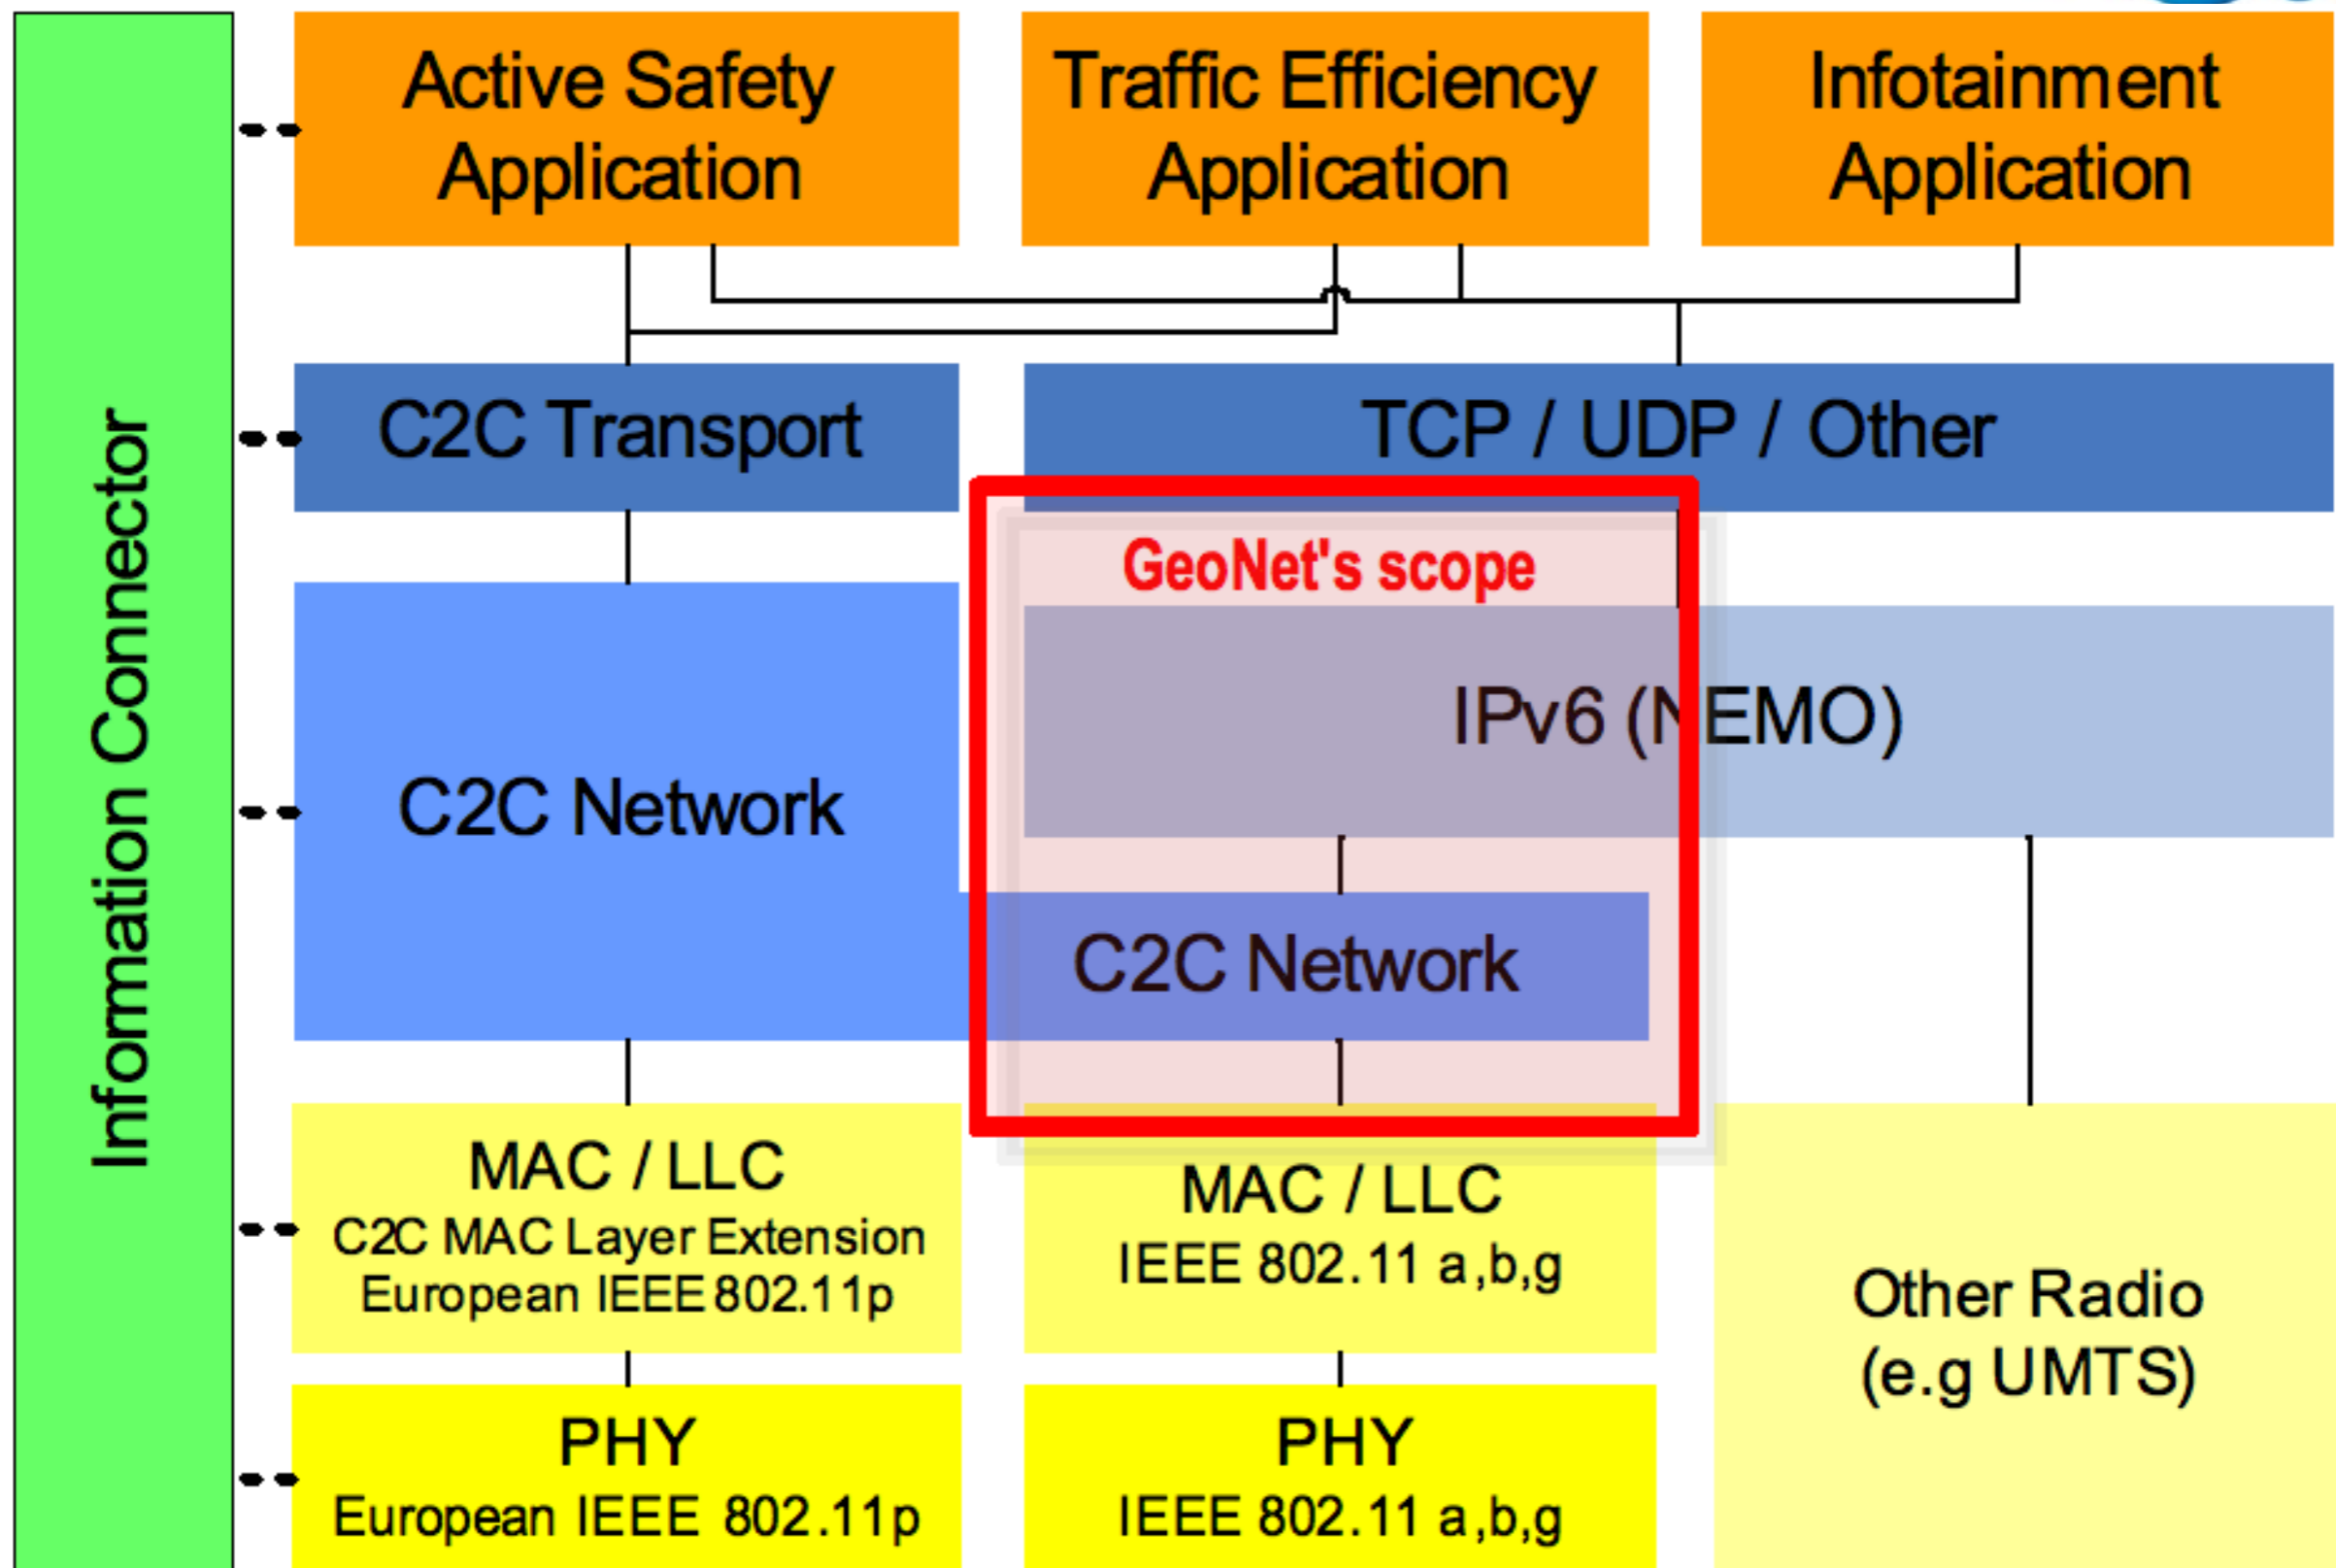 Information Connector
Active Safety
Application
Traffic Efficiency
Application
Infotainment
Application
C2C Transport
TCP / UDP / Other
GeoNet's scope
IPv6 (NEMO)
C2C Network
C2C Network
MAC / LLC
C2C MAC Layer Extension
European IEEE 802.11p
MAC / LLC
IEEE 802.11 a,b,g
Other Radio
(e.g UMTS)
PHY
European IEEE 802.11p
PHY
IEEE 802.11 a,b,g